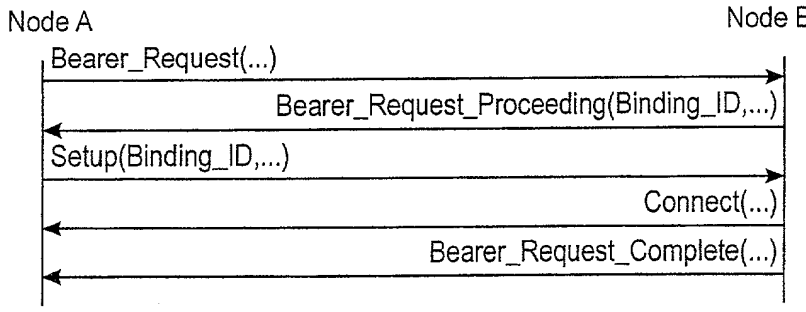 Node A
Node B
Bearer_Request(...)
Bearer_Request_Proceeding(Binding_ID,...)
Setup(Binding_ID,...)
Connect(...)
Bearer_Request_Complete(...)